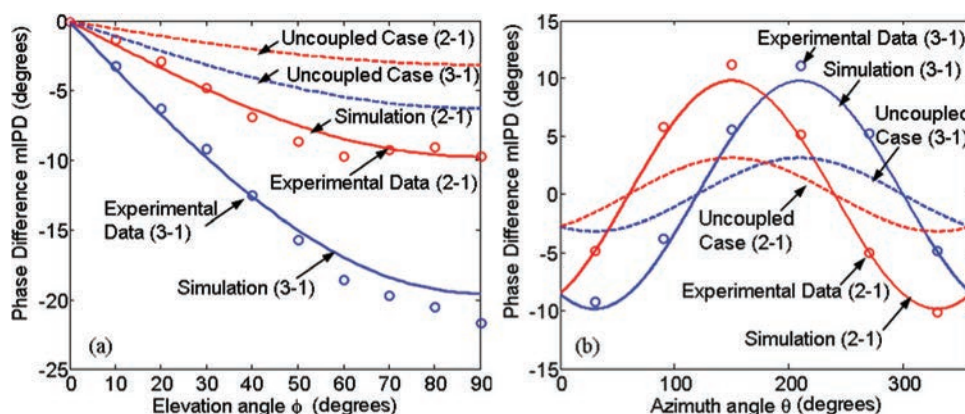 Phase Difference mIPD (degrees)
0
-5
-10
-15
-20
-25
Uncoupled Case (2-1)
Uncoupled Case (3-1)
Simulation (2-1)
Experimental Data (2-1)
Experimental
Data (3-1)
Simulation (3-1)
(a)
0 10 20 30 40 50 60 70 80 90
Elevation angle ϕ (degrees)
Phase Difference mIPD (degrees)
15
10
5
0
-5
-10
-15
Experimental Data (3-1)
Simulation (3-1)
Uncoupled
Case (3-1)
Uncoupled
Case (2-1)
Experimental Data (2-1)
Simulation (2-1)
(b)
0 100 200 300
Azimuth angle θ (degrees)